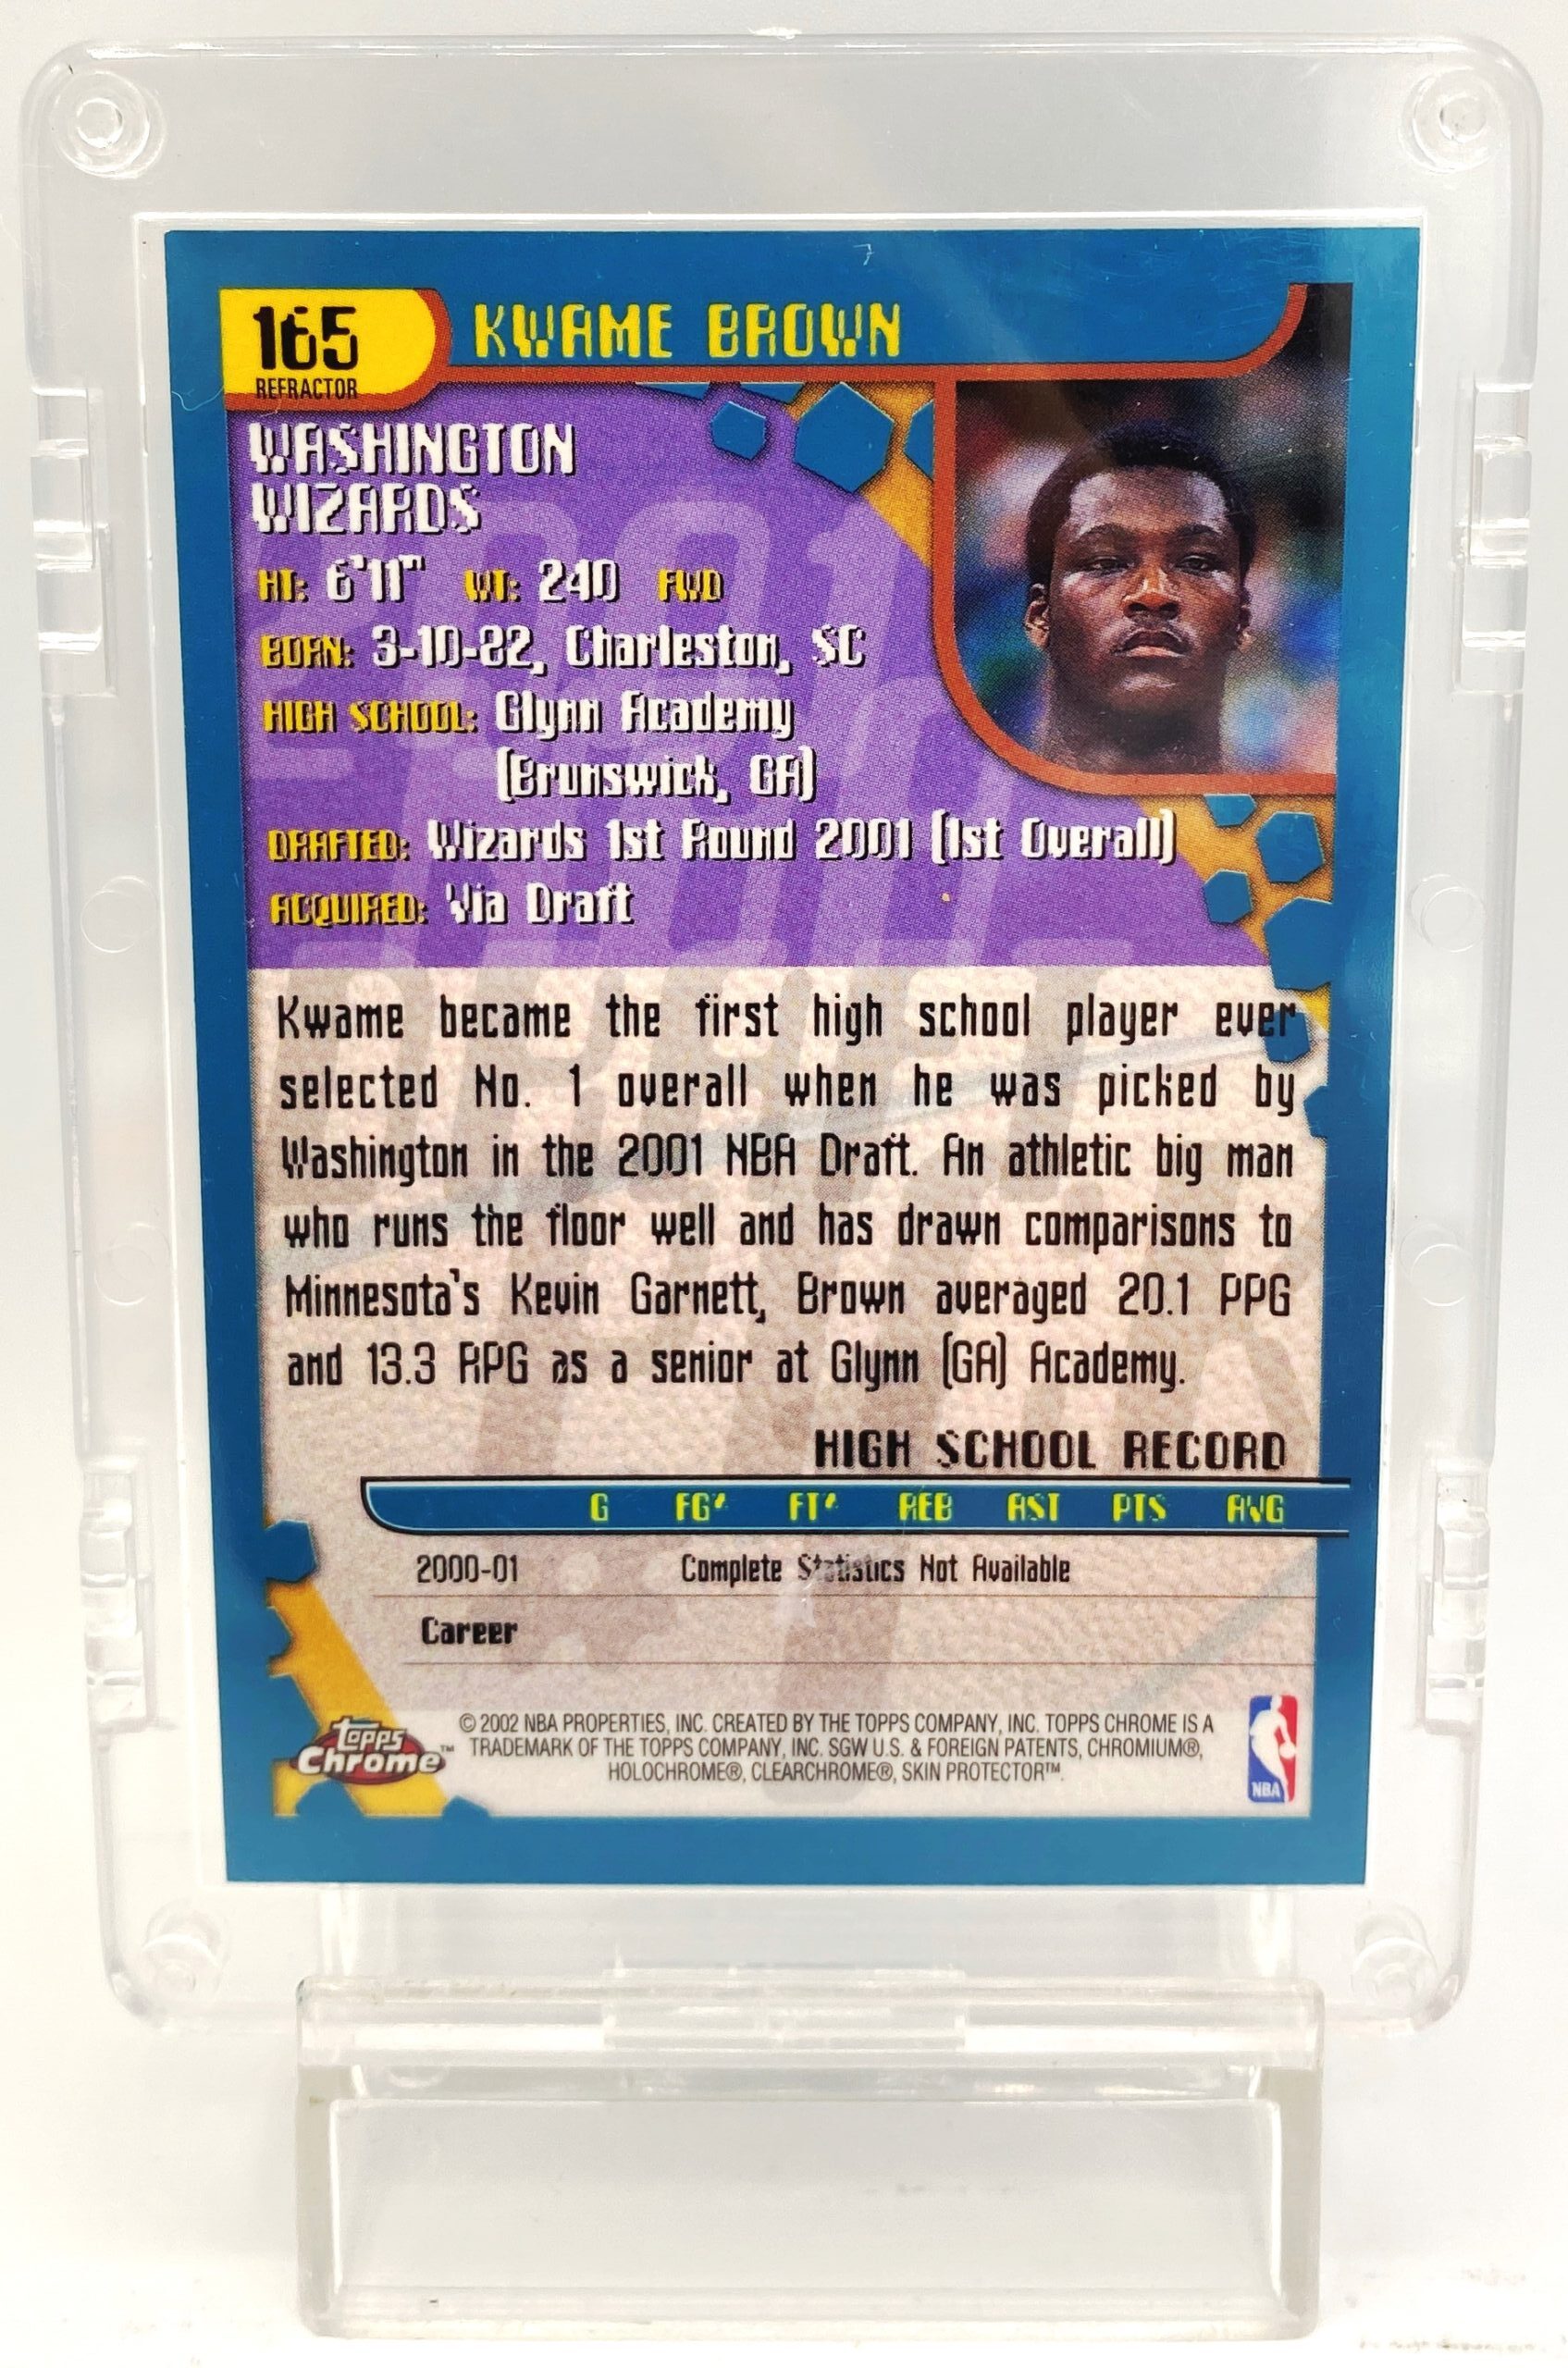 165
REFRACTOR
KWAME BROWN
WASHINGTON
WIZARDS
HT: 6'11" WT: 240 FWD
BORN: 3-10-82, Charleston, SC
HIGH SCHOOL: Glynn Academy
(Brunswick, GA)
DRAFTED: Wizards 1st Round 2001 (1st Overall)
ACQUIRED: Via Draft
Kwame became the first high school player ever
selected No. 1 overall when he was picked by
Washington in the 2001 NBA Draft. An athletic big man
who runs the floor well and has drawn comparisons to
Minnesota's Kevin Garnett, Brown averaged 20.1 PPG
and 13.3 RPG as a senior at Glynn (GA) Academy.
HIGH SCHOOL RECORD
G FG% FT% REB AST PTS AVG
2000-01 Complete Statistics Not Available
Career
Topps
Chrome™
© 2002 NBA PROPERTIES, INC. CREATED BY THE TOPPS COMPANY, INC. TOPPS CHROME IS A
TRADEMARK OF THE TOPPS COMPANY, INC. SGW U.S. & FOREIGN PATENTS, CHROMIUM®,
HOLOCHROME®, CLEARCHROME®, SKIN PROTECTOR™.
NBA